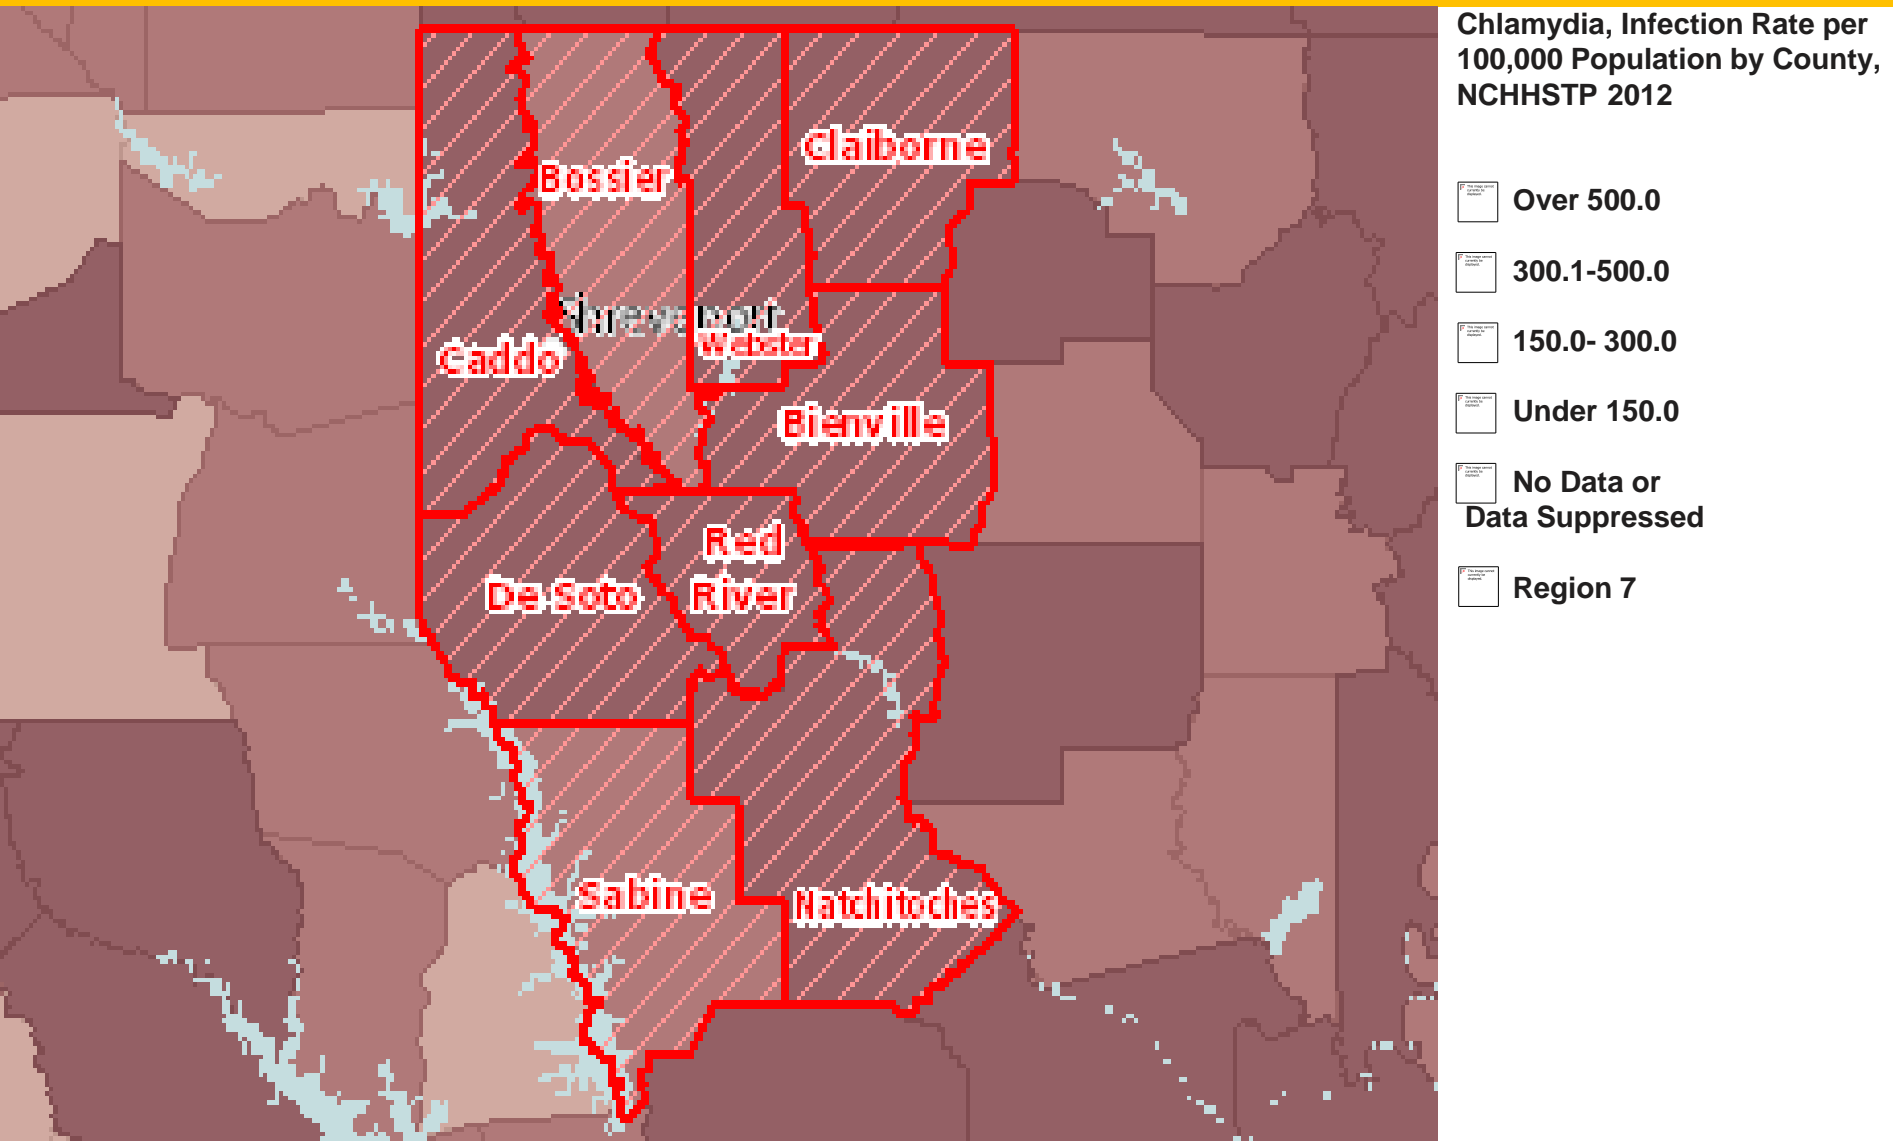 Chlamydia, Infection Rate per
100,000 Population by County,
NCHHSTP 2012
Over 500.0
300.1-500.0
150.0- 300.0
Under 150.0
No Data or
Data Suppressed
Region 7
Claiborne
Bossier
Shreveport
Webster
Caddo
Bienville
Red
River
De Soto
Sabine
Natchitoches